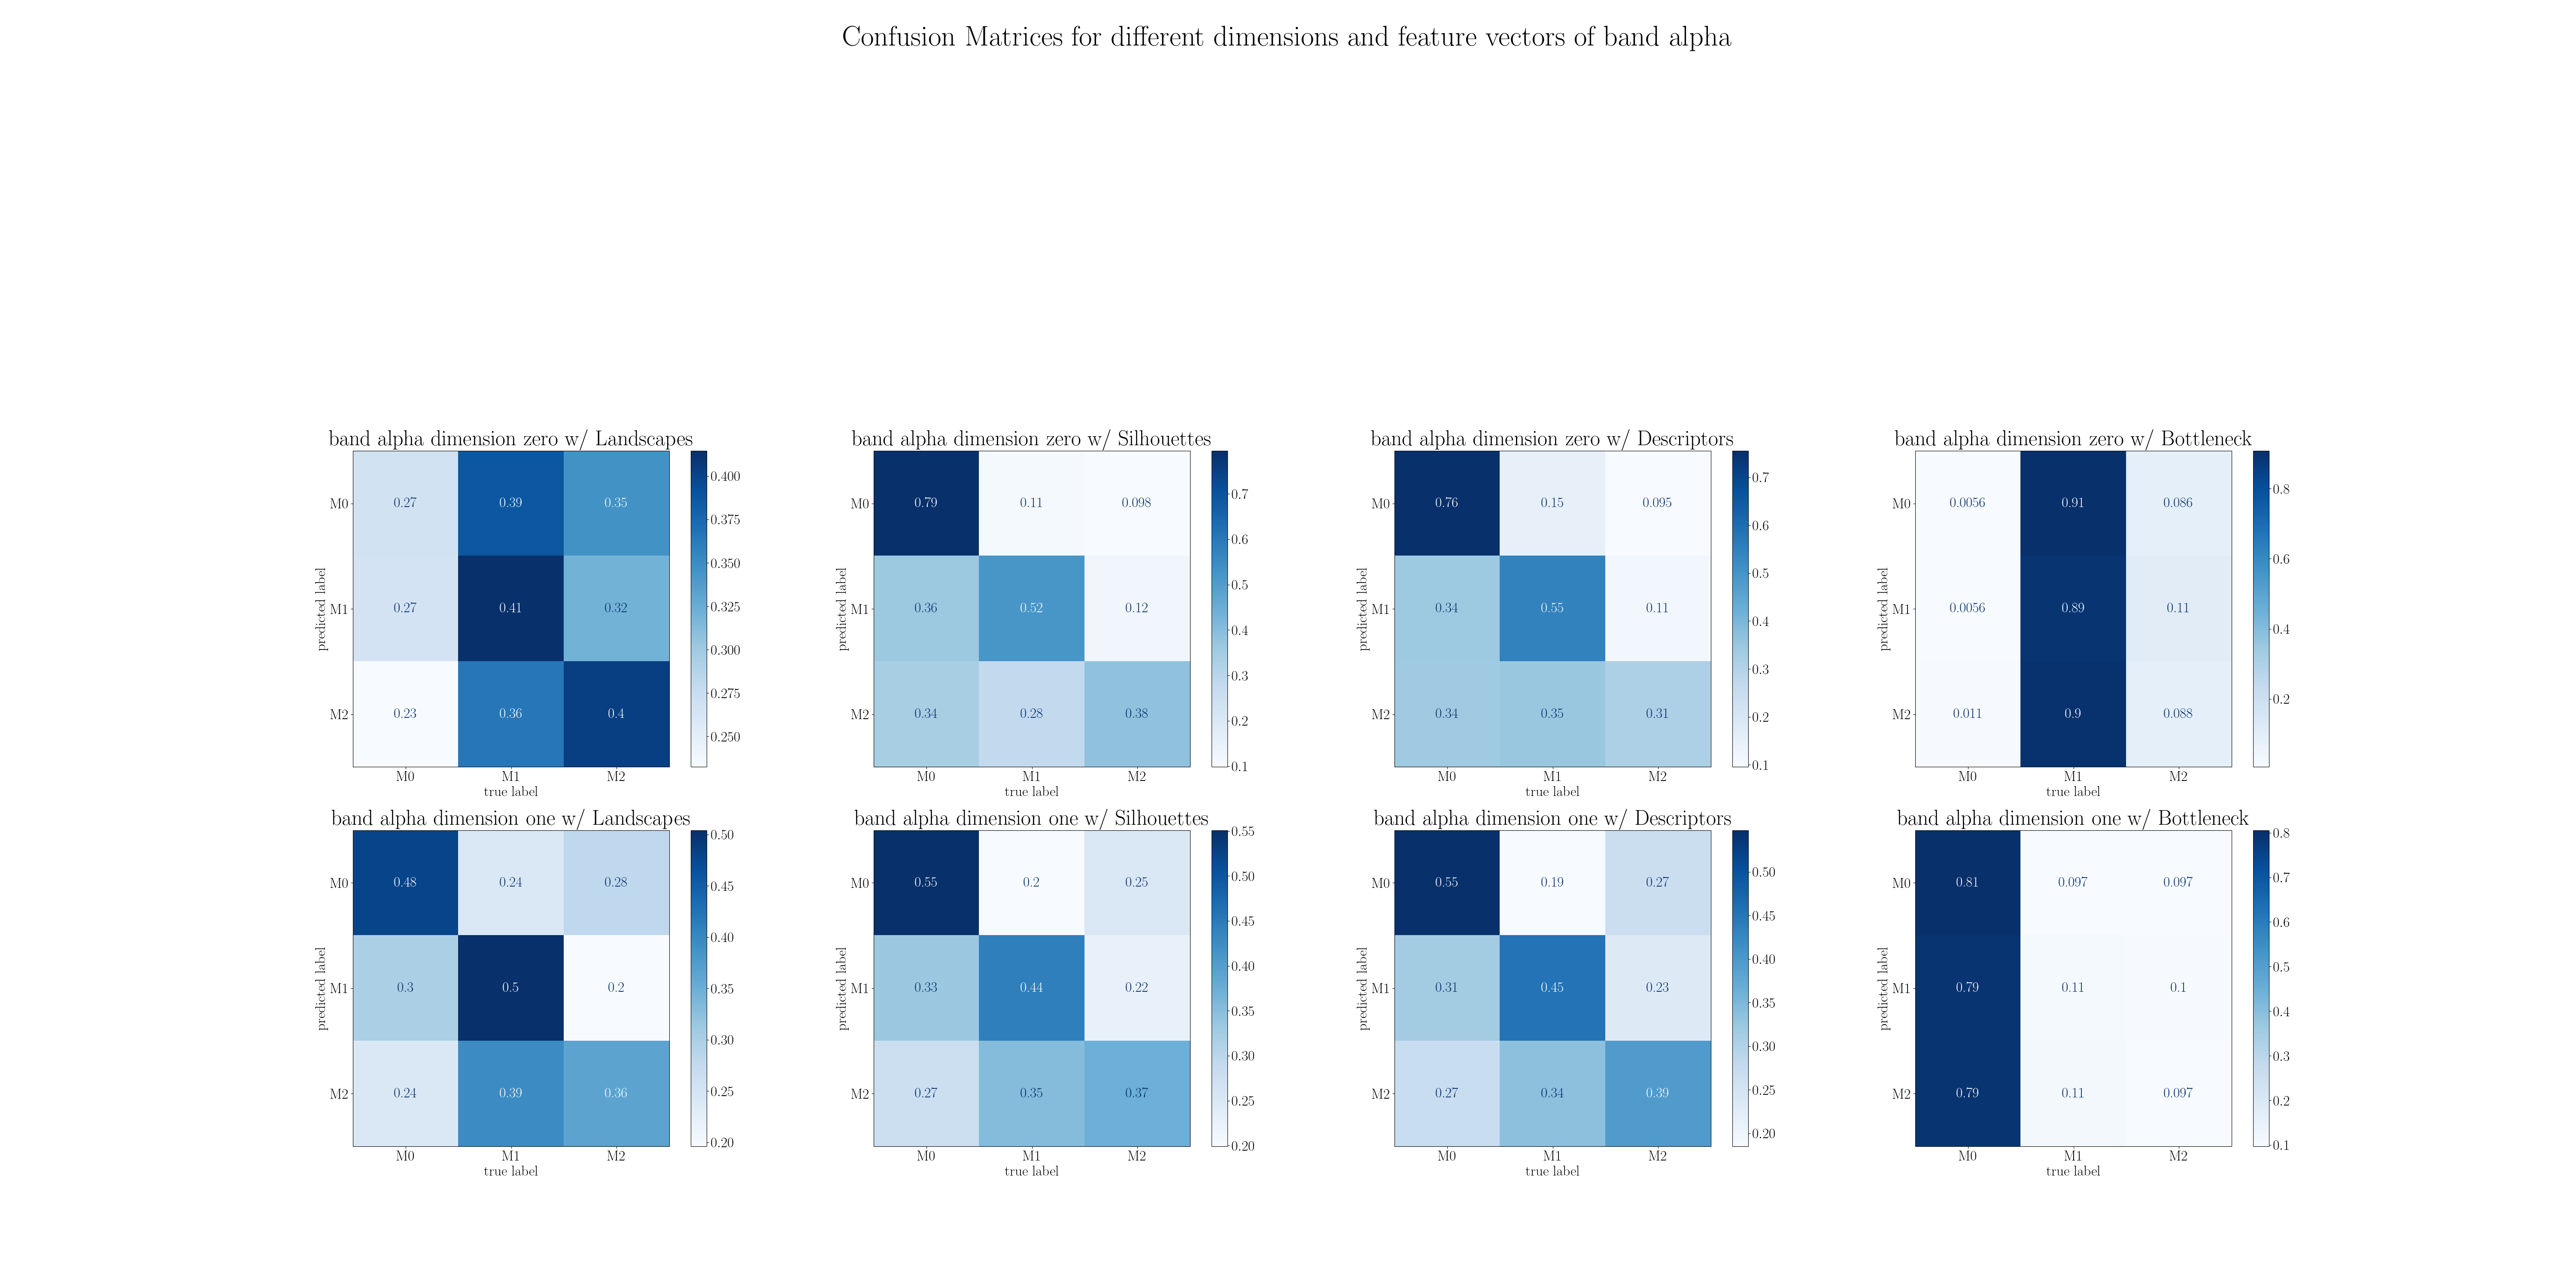 Confusion Matrices for different dimensions and feature vectors of band alpha
band alpha dimension zero w/ Landscapes
predicted label
M0 0.27 0.39 0.35
M1 0.27 0.41 0.32
M2 0.23 0.36 0.4
M0 M1 M2
true label
0.400
0.375
0.350
0.325
0.300
0.275
0.250
band alpha dimension zero w/ Silhouettes
predicted label
M0 0.79 0.11 0.098
M1 0.36 0.52 0.12
M2 0.34 0.28 0.38
M0 M1 M2
true label
0.7
0.6
0.5
0.4
0.3
0.2
0.1
band alpha dimension zero w/ Descriptors
predicted label
M0 0.76 0.15 0.095
M1 0.34 0.55 0.11
M2 0.34 0.35 0.31
M0 M1 M2
true label
0.7
0.6
0.5
0.4
0.3
0.2
0.1
band alpha dimension zero w/ Bottleneck
predicted label
M0 0.0056 0.91 0.086
M1 0.0056 0.89 0.11
M2 0.011 0.9 0.088
M0 M1 M2
true label
0.8
0.6
0.4
0.2
band alpha dimension one w/ Landscapes
predicted label
M0 0.48 0.24 0.28
M1 0.3 0.5 0.2
M2 0.24 0.39 0.36
M0 M1 M2
true label
0.50
0.45
0.40
0.35
0.30
0.25
0.20
band alpha dimension one w/ Silhouettes
predicted label
M0 0.55 0.2 0.25
M1 0.33 0.44 0.22
M2 0.27 0.35 0.37
M0 M1 M2
true label
0.55
0.50
0.45
0.40
0.35
0.30
0.25
0.20
band alpha dimension one w/ Descriptors
predicted label
M0 0.55 0.19 0.27
M1 0.31 0.45 0.23
M2 0.27 0.34 0.39
M0 M1 M2
true label
0.50
0.45
0.40
0.35
0.30
0.25
0.20
band alpha dimension one w/ Bottleneck
predicted label
M0 0.81 0.097 0.097
M1 0.79 0.11 0.1
M2 0.79 0.11 0.097
M0 M1 M2
true label
0.8
0.7
0.6
0.5
0.4
0.3
0.2
0.1